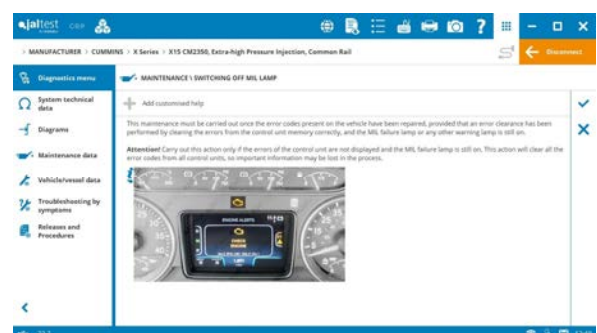 jaltest
COP
?
> MANUFACTURER > CUMMINS > X Series > X15 CM2350, Extra-high Pressure Injection, Common Rail
Disconnect
Diagnostics menu
MAINTENANCE \ SWITCHING OFF MIL LAMP
System technical
data
Add customised help
Diagrams
This maintenance must be carried out once the error codes present on the vehicle have been repaired, provided that an error clearance has been
performed by clearing the errors from the control unit memory correctly, and the MIL failure lamp or any other warning lamp is still on.
Maintenance data
Attention! Carry out this action only if the errors of the control unit are not displayed and the MIL failure lamp is still on. This action will clear all the
error codes from all control units, so important information may be lost in the process.
Vehicle/vessel data
Troubleshooting by
symptoms
Releases and
Procedures
ENGINE ALERTS
CHECK
ENGINE